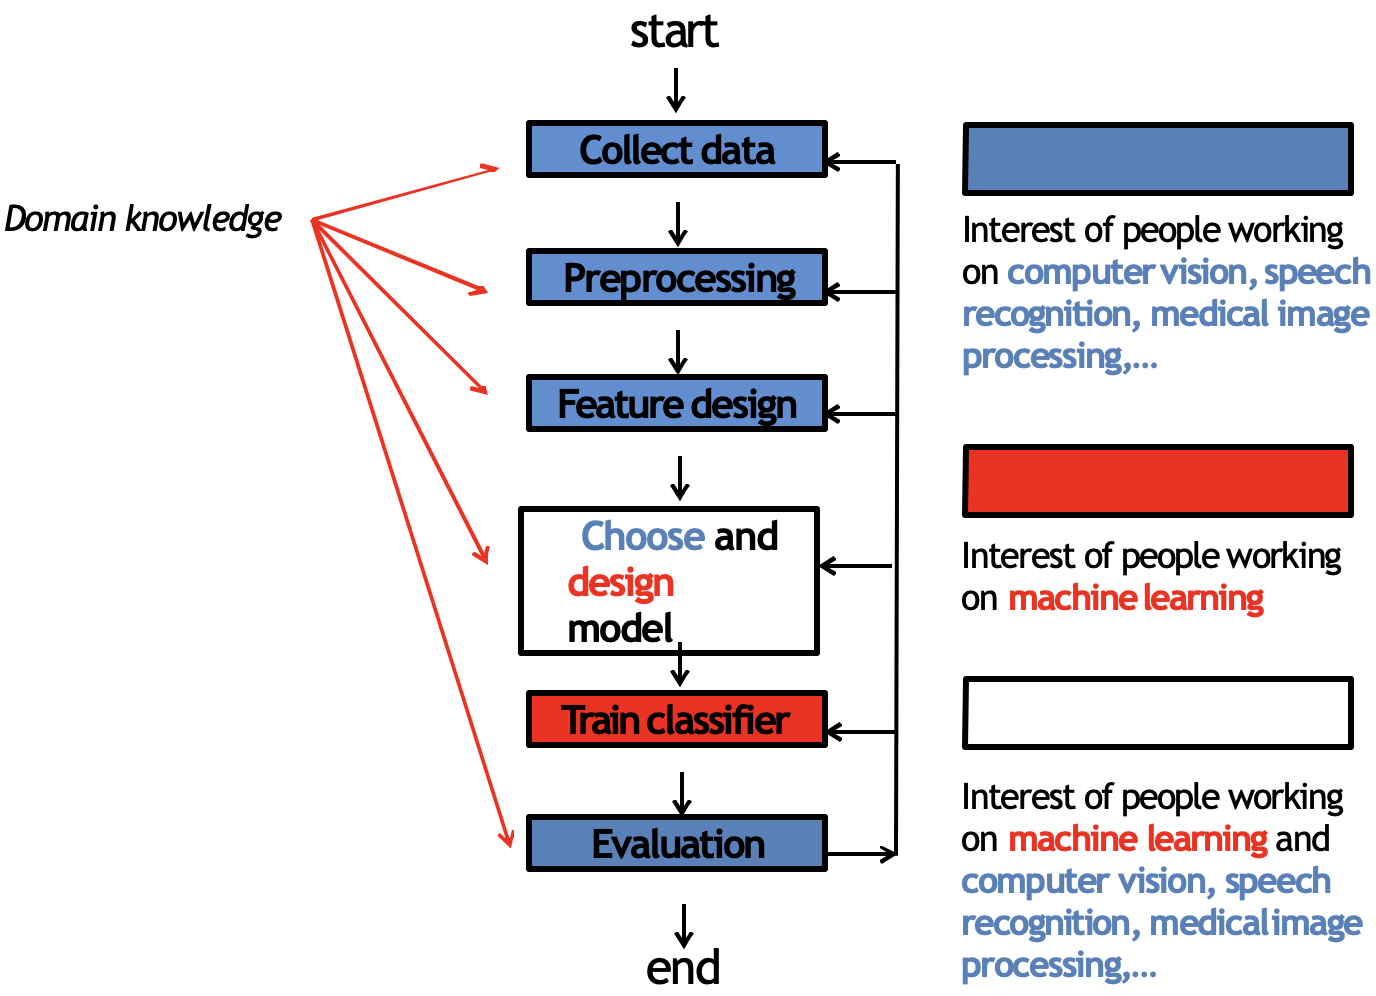 start
Collect data
Domain knowledge
Preprocessing
Feature design
Choose and
design
model
Train classifier
Evaluation
end
Interest of people working
on computer vision, speech
recognition, medical image
processing,...
Interest of people working
on machine learning
Interest of people working
on machine learning and
computer vision, speech
recognition, medical image
processing,...